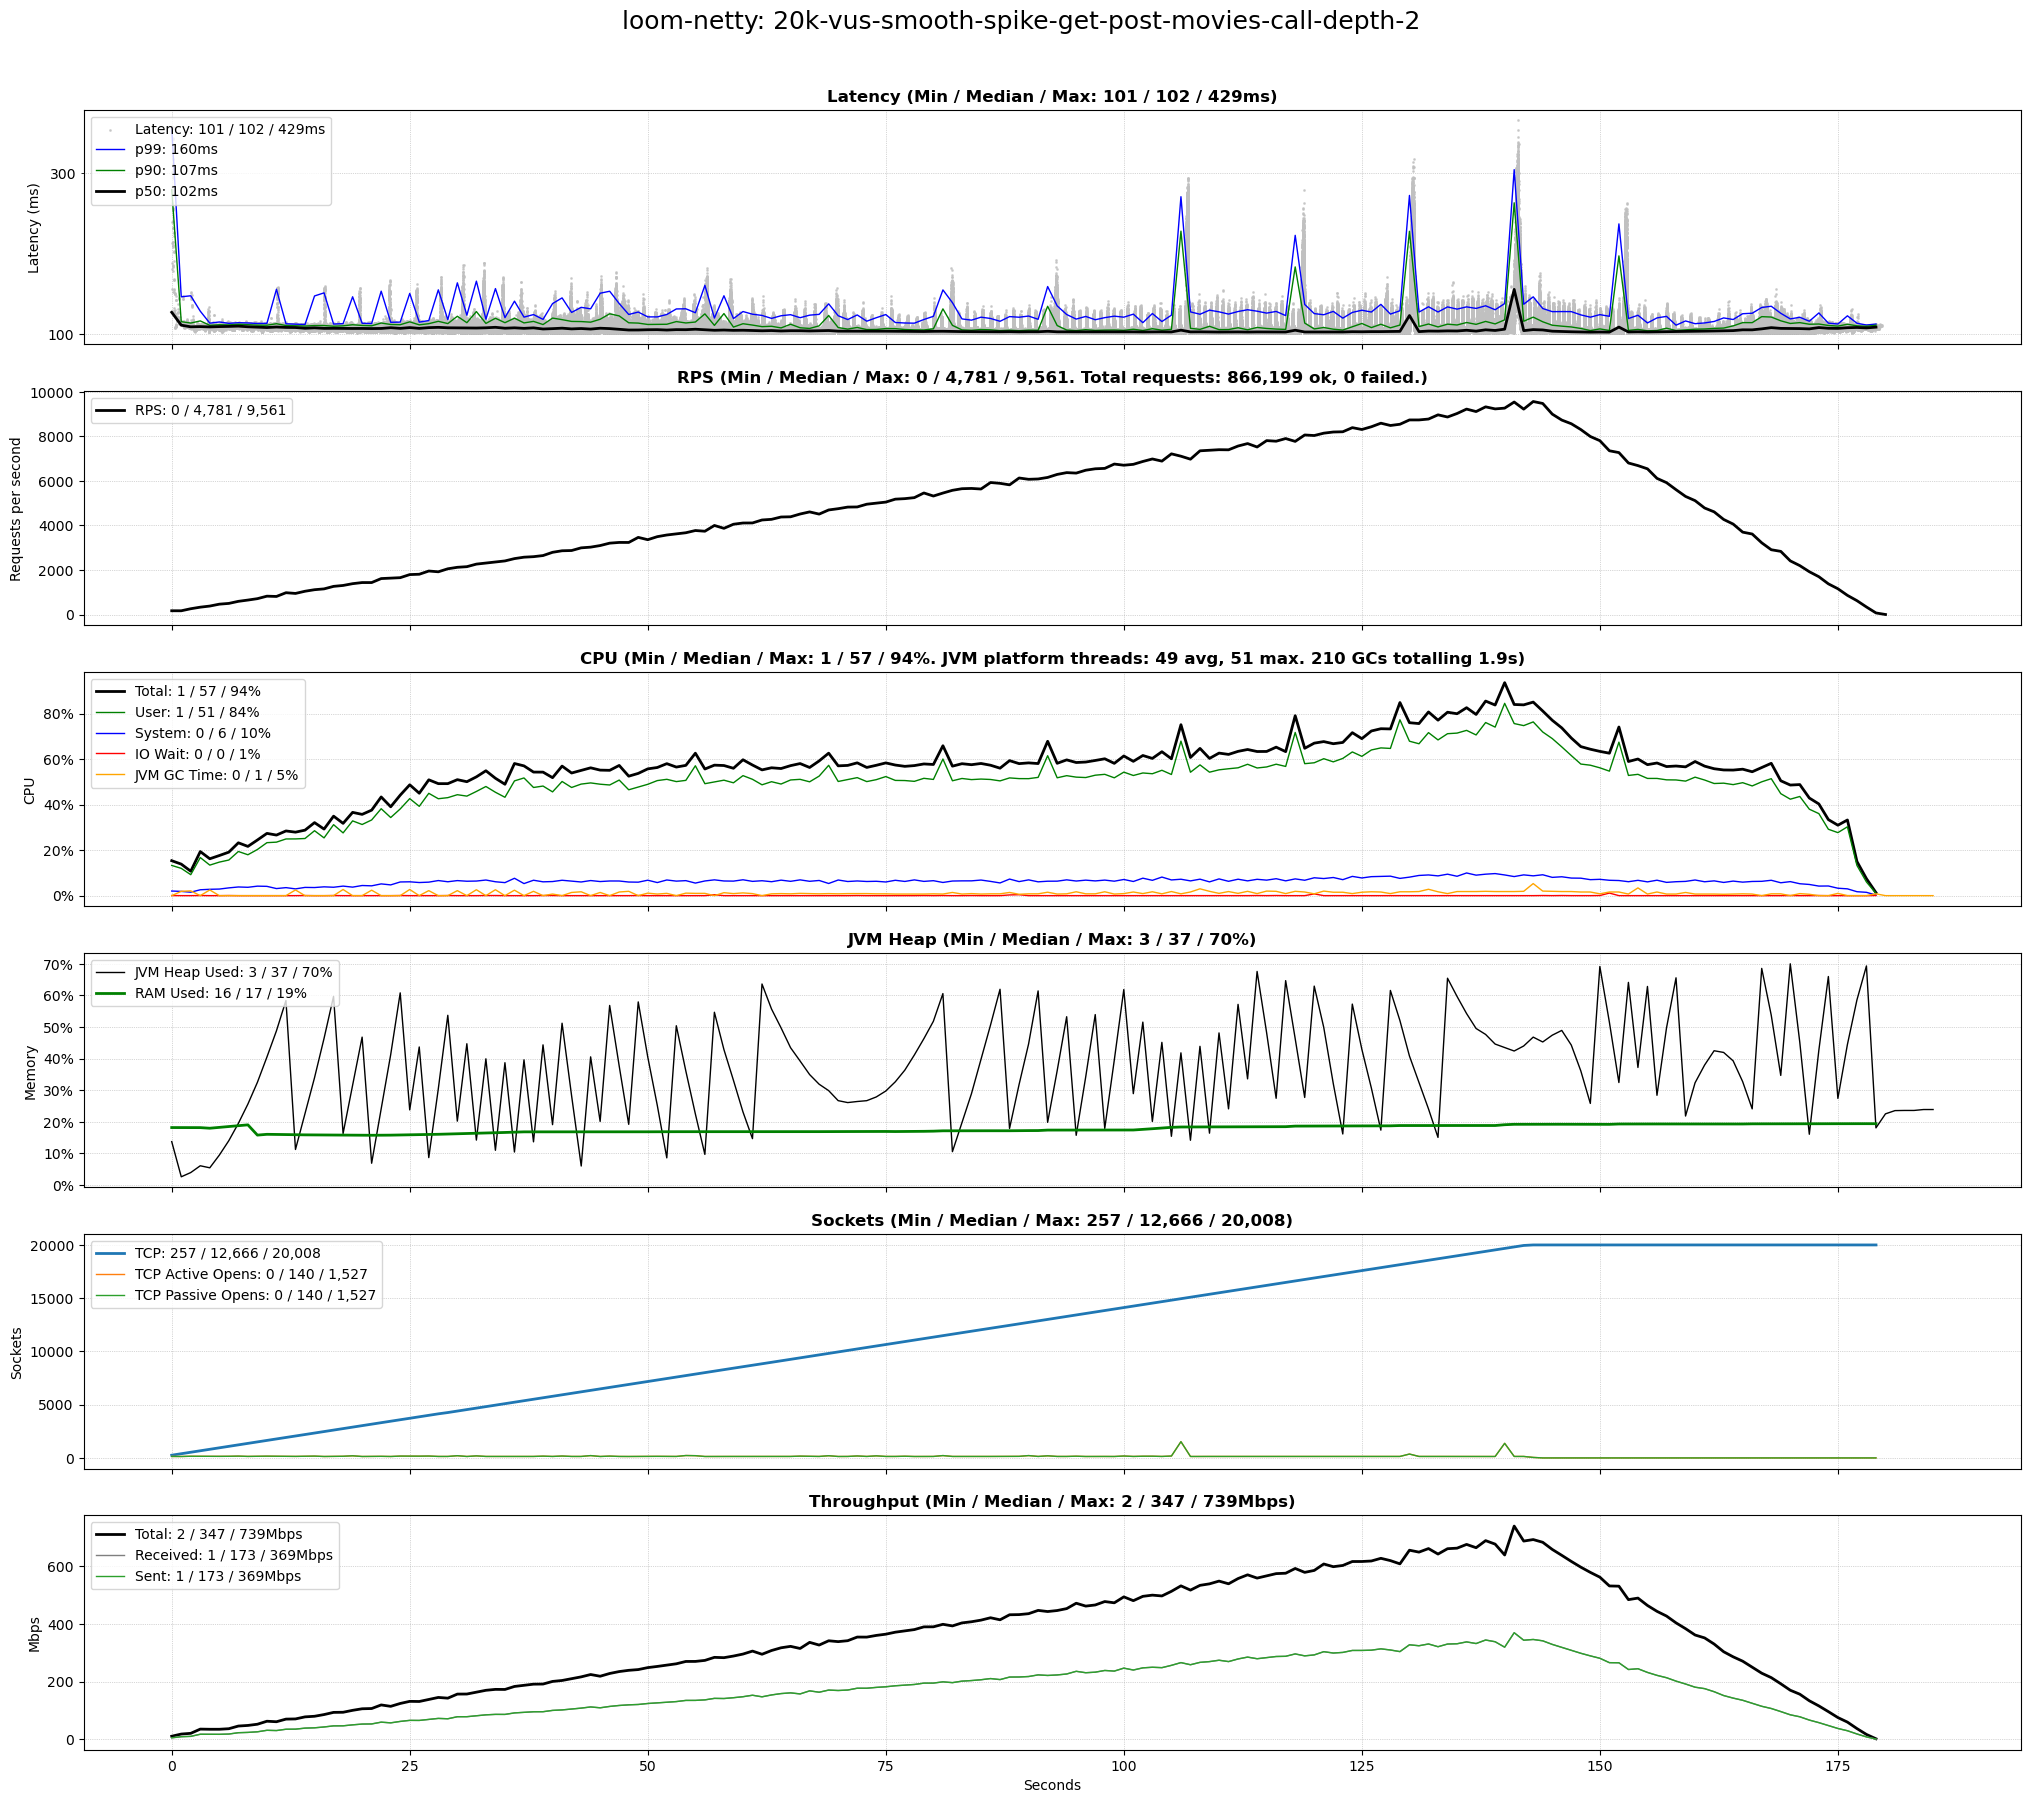 loom-netty: 20k-vus-smooth-spike-get-post-movies-call-depth-2
Latency (Min / Median / Max: 101 / 102 / 429ms)
Latency: 101 / 102 / 429ms
p99: 160ms
p90: 107ms
p50: 102ms
300
100
Latency (ms)
RPS (Min / Median / Max: 0 / 4,781 / 9,561. Total requests: 866,199 ok, 0 failed.)
RPS: 0 / 4,781 / 9,561
10000
8000
6000
4000
2000
0
Requests per second
CPU (Min / Median / Max: 1 / 57 / 94%. JVM platform threads: 49 avg, 51 max. 210 GCs totalling 1.9s)
Total: 1 / 57 / 94%
User: 1 / 51 / 84%
System: 0 / 6 / 10%
IO Wait: 0 / 0 / 1%
JVM GC Time: 0 / 1 / 5%
80%
60%
40%
20%
0%
CPU
JVM Heap (Min / Median / Max: 3 / 37 / 70%)
JVM Heap Used: 3 / 37 / 70%
RAM Used: 16 / 17 / 19%
70%
60%
50%
40%
30%
20%
10%
0%
Memory
Sockets (Min / Median / Max: 257 / 12,666 / 20,008)
TCP: 257 / 12,666 / 20,008
TCP Active Opens: 0 / 140 / 1,527
TCP Passive Opens: 0 / 140 / 1,527
20000
15000
10000
5000
0
Sockets
Throughput (Min / Median / Max: 2 / 347 / 739Mbps)
Total: 2 / 347 / 739Mbps
Received: 1 / 173 / 369Mbps
Sent: 1 / 173 / 369Mbps
600
400
200
0
Mbps
0 25 50 75 100 125 150 175
Seconds